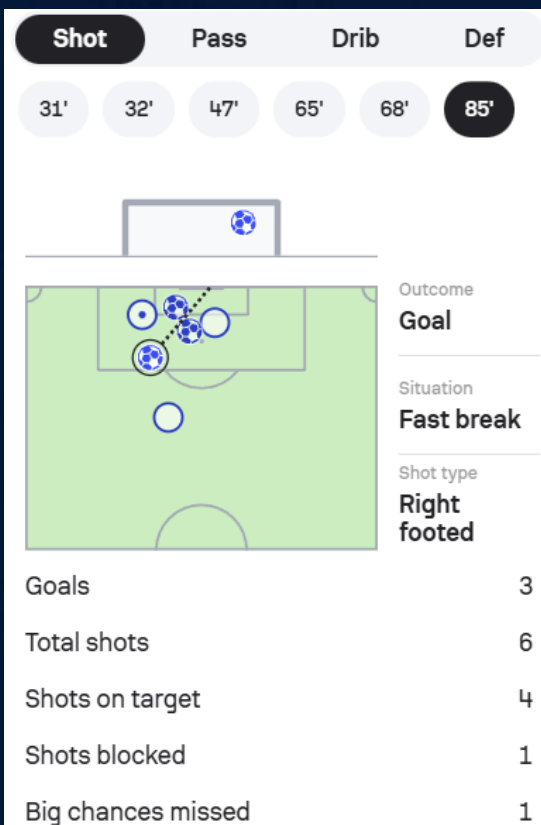 Shot Pass Drib Def
31' 32' 47' 65' 68' 85'
Outcome
Goal
Situation
Fast break
Shot type
Right
footed
Goals 3
Total shots 6
Shots on target 4
Shots blocked 1
Big chances missed 1